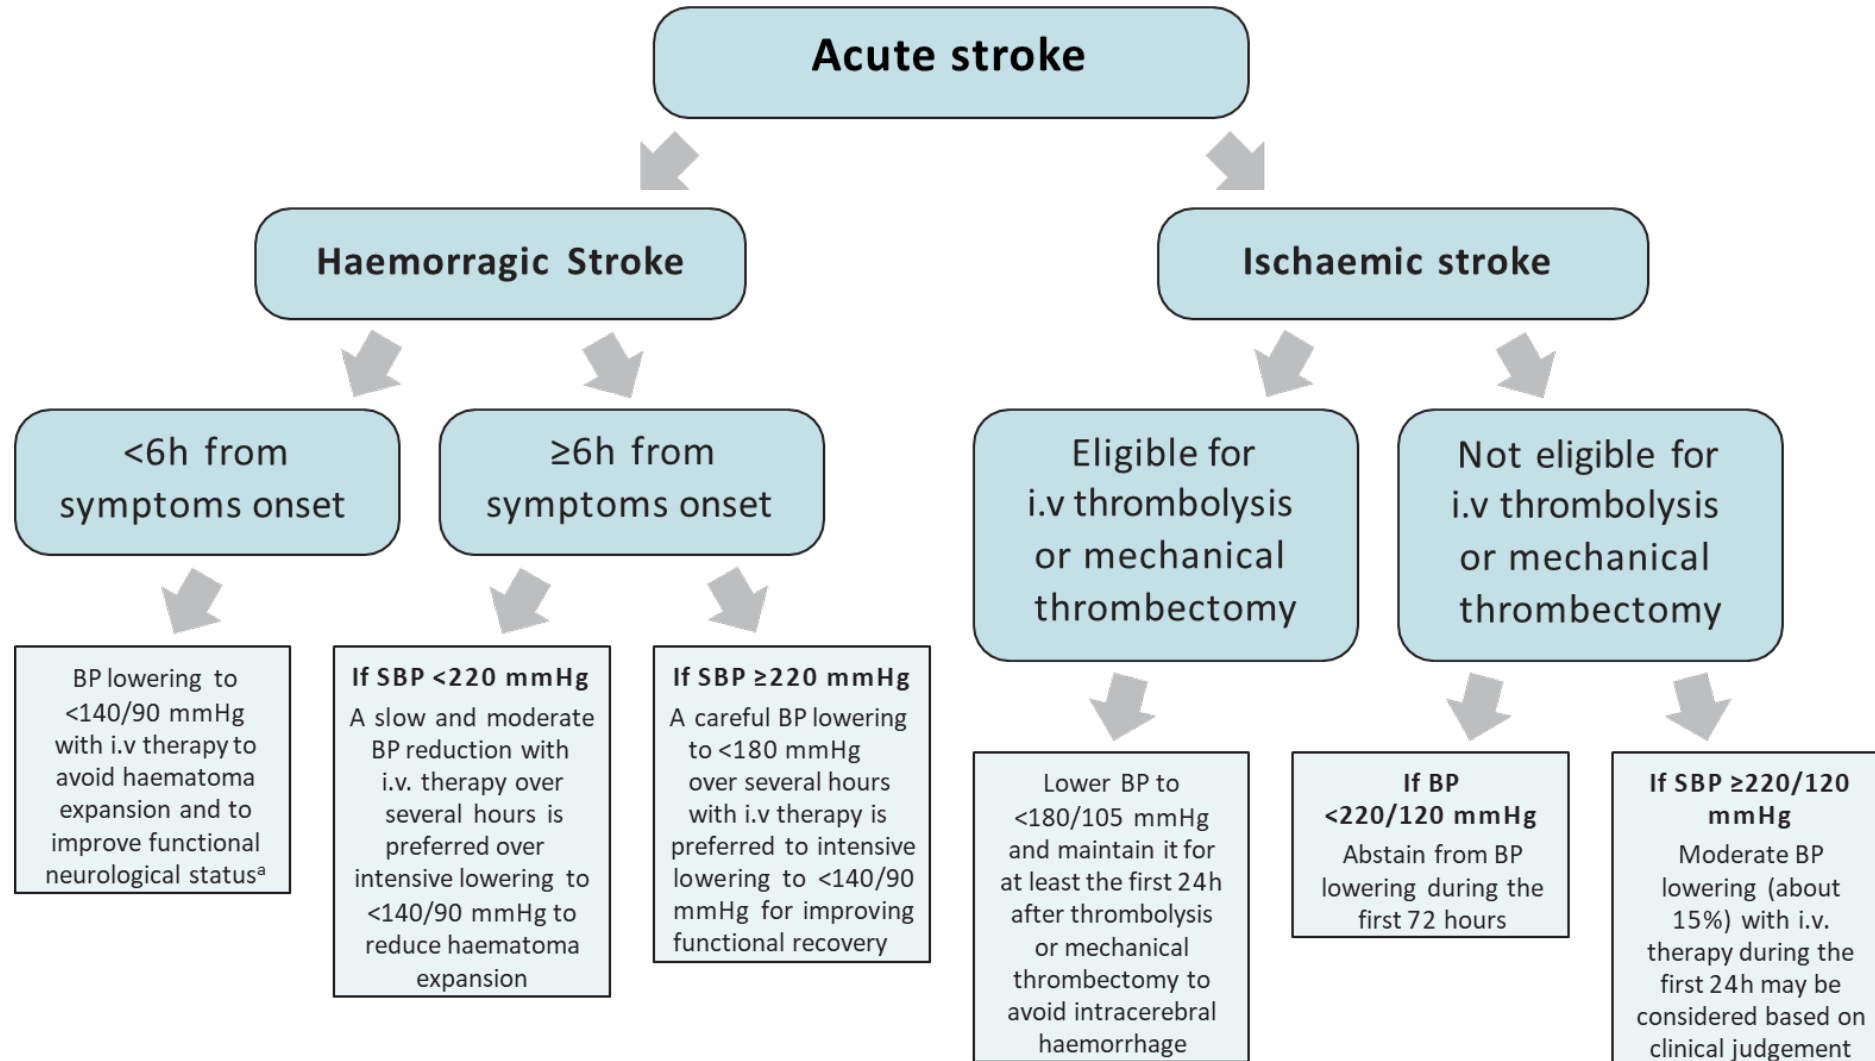 Acute stroke
Haemorragic Stroke
Ischaemic stroke
<6h from
symptoms onset
≥6h from
symptoms onset
Eligible for
i.v thrombolysis
or mechanical
thrombectomy
Not eligible for
i.v thrombolysis
or mechanical
thrombectomy
BP lowering to
<140/90 mmHg
with i.v therapy to
avoid haematoma
expansion and to
improve functional
neurological statusᵃ
If SBP <220 mmHg
A slow and moderate
BP reduction with
i.v. therapy over
several hours is
preferred over
intensive lowering to
<140/90 mmHg to
reduce haematoma
expansion
If SBP ≥220 mmHg
A careful BP lowering
to <180 mmHg
over several hours
with i.v therapy is
preferred to intensive
lowering to <140/90
mmHg for improving
functional recovery
Lower BP to
<180/105 mmHg
and maintain it for
at least the first 24h
after thrombolysis
or mechanical
thrombectomy to
avoid intracerebral
haemorrhage
If BP
<220/120 mmHg
Abstain from BP
lowering during the
first 72 hours
If SBP ≥220/120
mmHg
Moderate BP
lowering (about
15%) with i.v.
therapy during the
first 24h may be
considered based on
clinical judgement